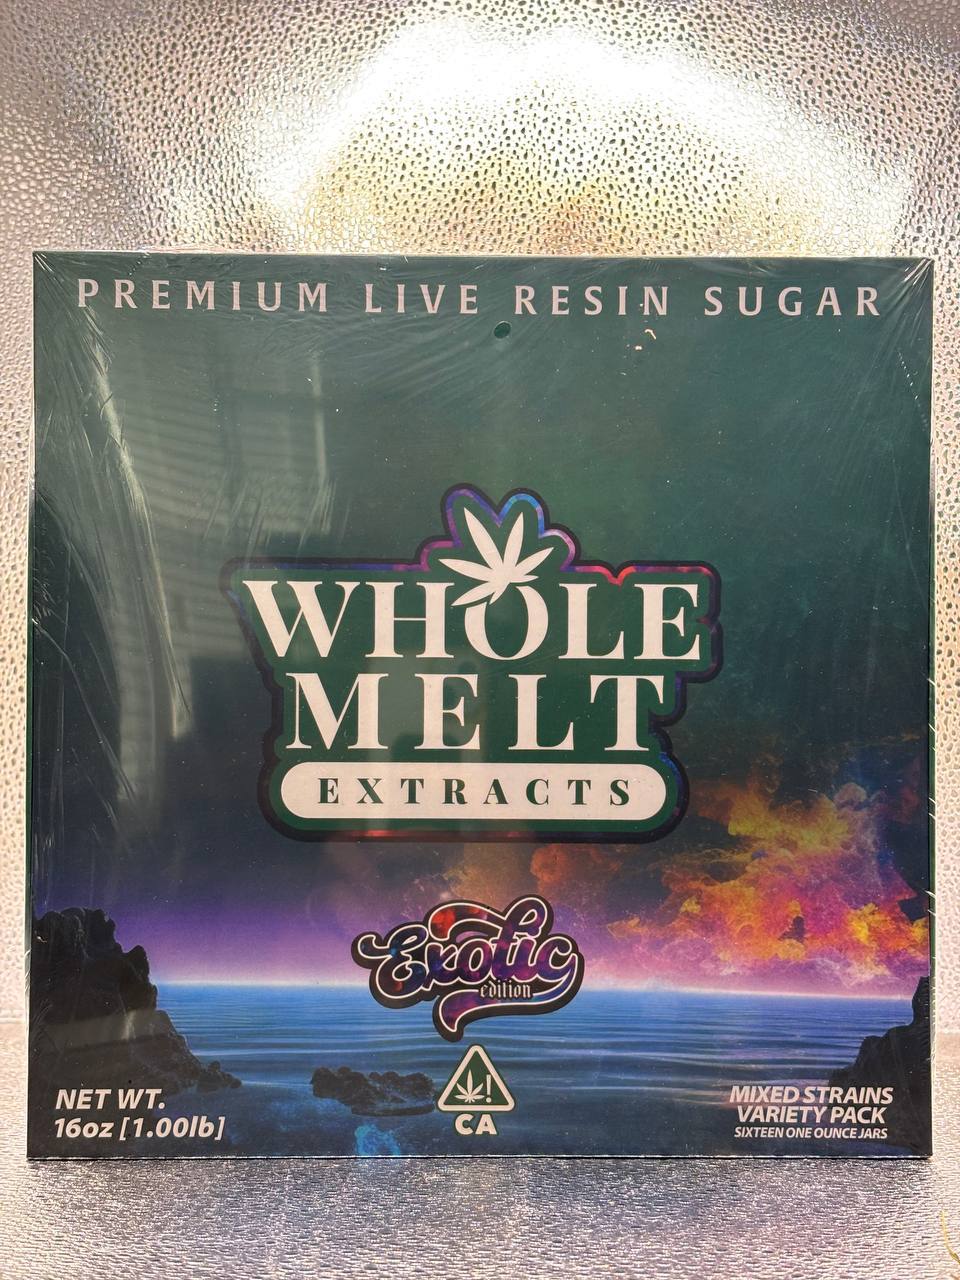 PREMIUM LIVE RESIN SUGAR
WHOLE
MELT
EXTRACTS
Exotic
edition
CA
NET WT.
16oz [1.00lb]
MIXED STRAINS
VARIETY PACK
SIXTEEN ONE OUNCE JARS